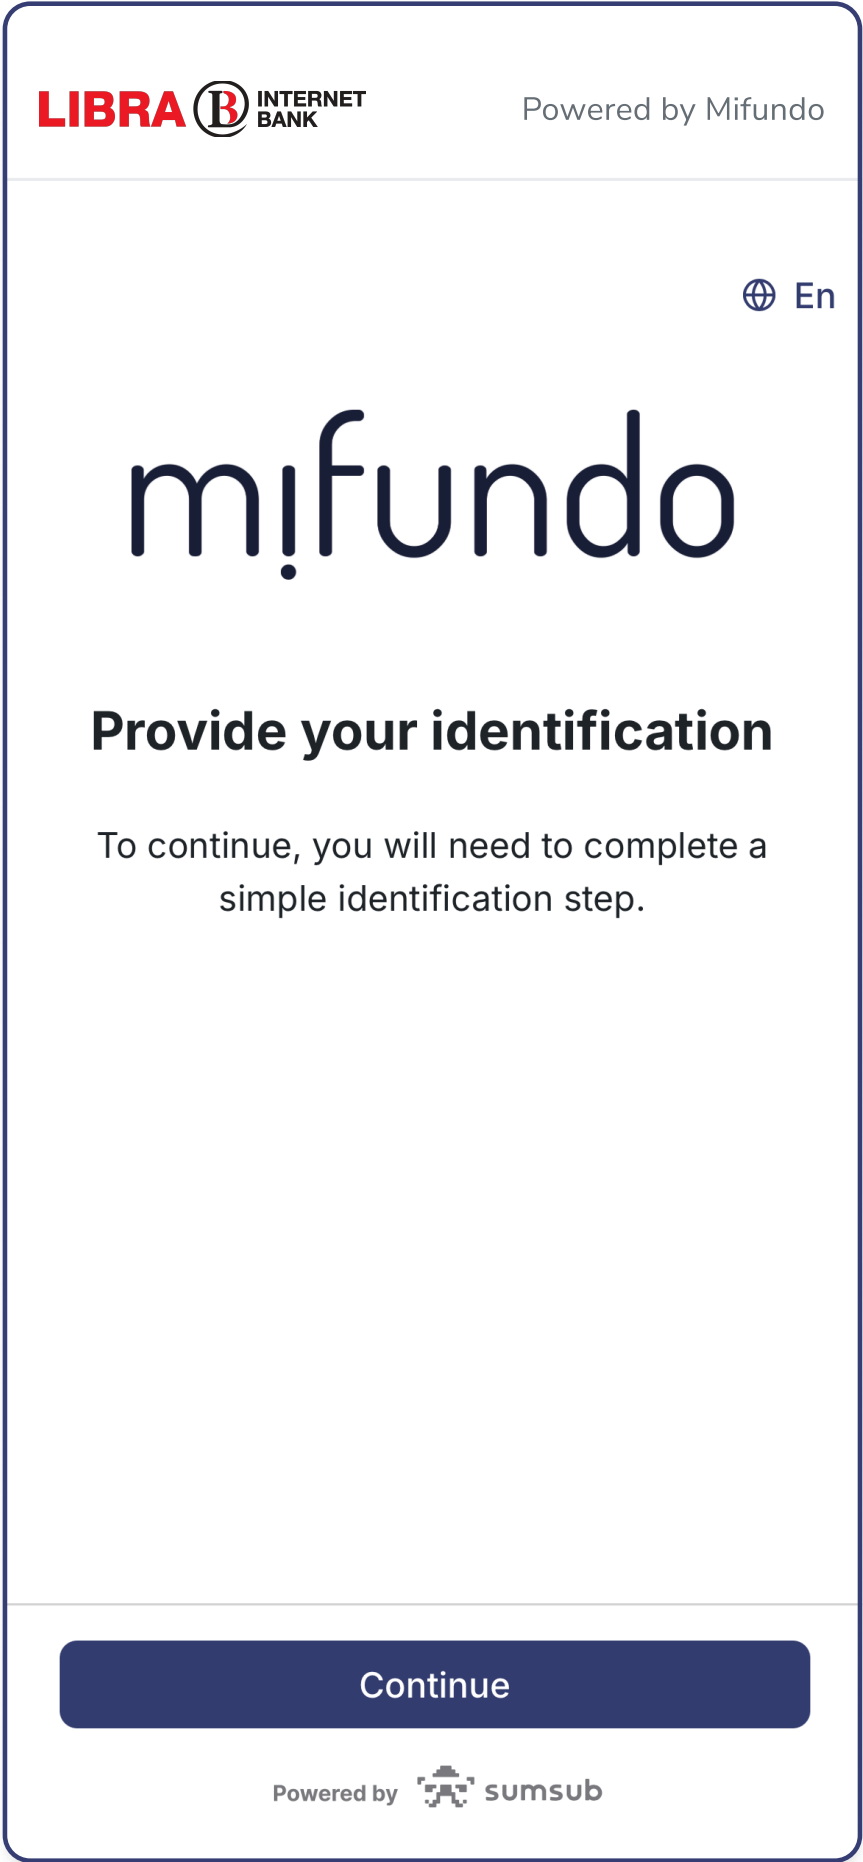 LIBRA B INTERNET BANK
Powered by Mifundo
En
mifundo
Provide your identification
To continue, you will need to complete a
simple identification step.
Continue
Powered by sumsub